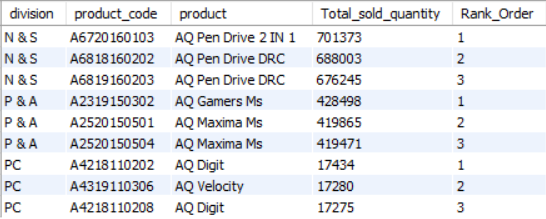 division product_code product Total_sold_quantity Rank_Order
N & S A6720160103 AQ Pen Drive 2 IN 1 701373 1
N & S A6818160202 AQ Pen Drive DRC 688003 2
N & S A6819160203 AQ Pen Drive DRC 676245 3
P & A A2319150302 AQ Gamers Ms 428498 1
P & A A2520150501 AQ Maxima Ms 419865 2
P & A A2520150504 AQ Maxima Ms 419471 3
PC A4218110202 AQ Digit 17434 1
PC A4319110306 AQ Velocity 17280 2
PC A4218110208 AQ Digit 17275 3